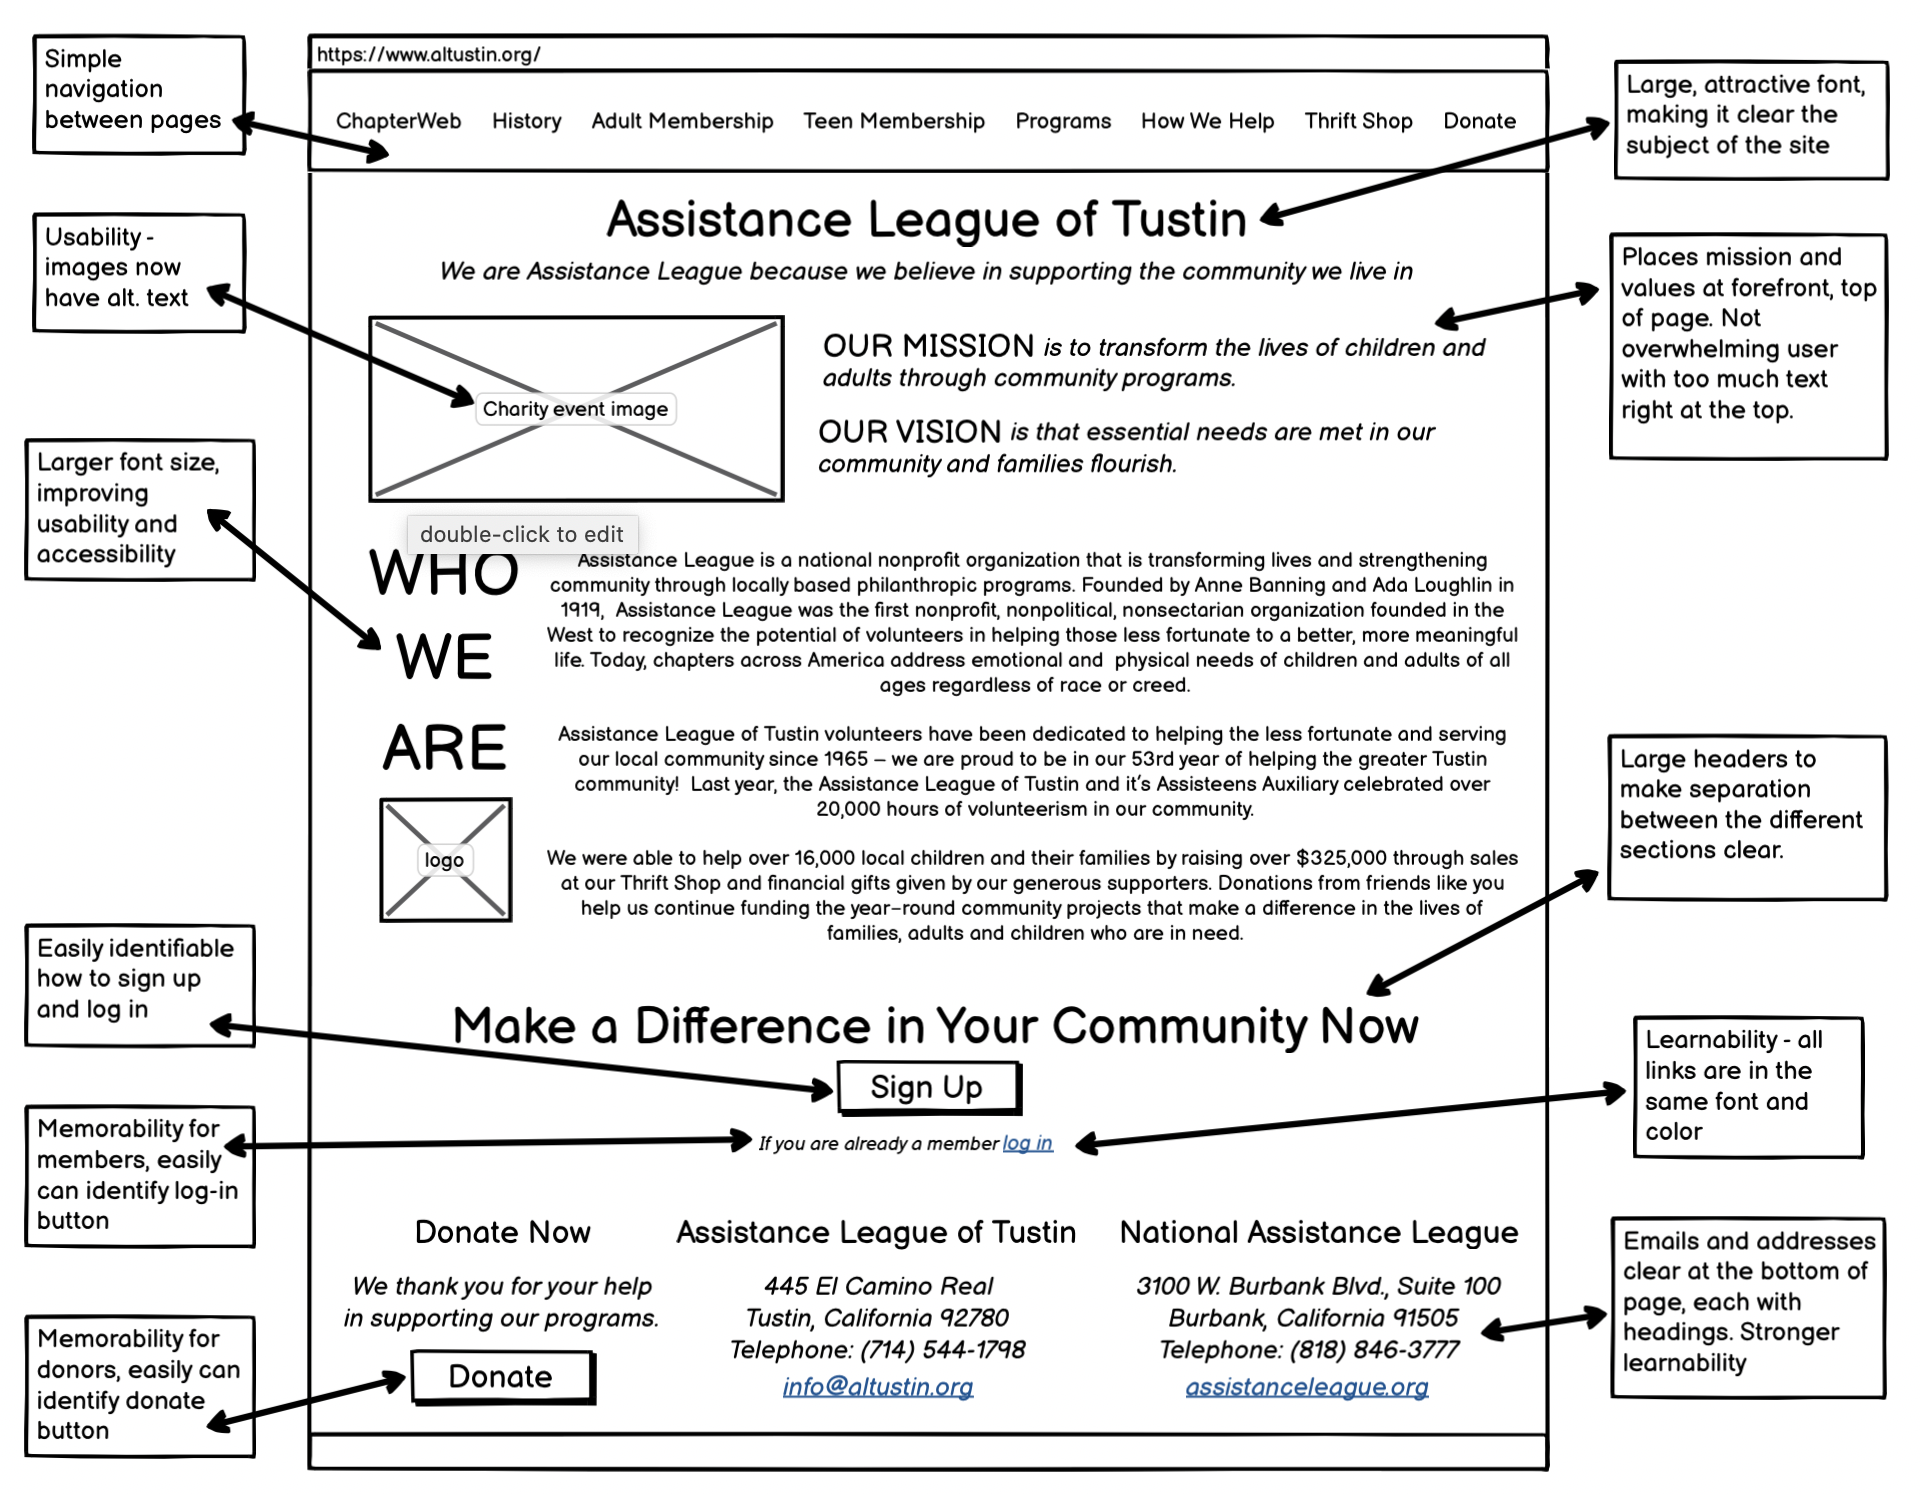 Simple
navigation
between pages
Usability -
images now
have alt. text
Larger font size,
improving
usability and
accessibility
Easily identifiable
how to sign up
and log in
Memorability for
members, easily
can identify log-in
button
Memorability for
donors, easily can
identify donate
button
https://www.altustin.org/
ChapterWeb History Adult Membership Teen Membership Programs How We Help Thrift Shop Donate
Assistance League of Tustin
We are Assistance League because we believe in supporting the community we live in
Charity event image
OUR MISSION is to transform the lives of children and
adults through community programs.
OUR VISION is that essential needs are met in our
community and families flourish.
double-click to edit
WHO
WE
ARE
logo
Assistance League is a national nonprofit organization that is transforming lives and strengthening
community through locally based philanthropic programs. Founded by Anne Banning and Ada Loughlin in
1919, Assistance League was the first nonprofit, nonpolitical, nonsectarian organization founded in the
West to recognize the potential of volunteers in helping those less fortunate to a better, more meaningful
life. Today, chapters across America address emotional and physical needs of children and adults of all
ages regardless of race or creed.
Assistance League of Tustin volunteers have been dedicated to helping the less fortunate and serving
our local community since 1965 – we are proud to be in our 53rd year of helping the greater Tustin
community! Last year, the Assistance League of Tustin and it's Assisteens Auxiliary celebrated over
20,000 hours of volunteerism in our community.
We were able to help over 16,000 local children and their families by raising over $325,000 through sales
at our Thrift Shop and financial gifts given by our generous supporters. Donations from friends like you
help us continue funding the year-round community projects that make a difference in the lives of
families, adults and children who are in need.
Make a Difference in Your Community Now
Sign Up
If you are already a member log in
Donate Now
We thank you for your help
in supporting our programs.
Donate
Assistance League of Tustin
445 El Camino Real
Tustin, California 92780
Telephone: (714) 544-1798
info@altustin.org
National Assistance League
3100 W. Burbank Blvd., Suite 100
Burbank, California 91505
Telephone: (818) 846-3777
assistanceleague.org
Large, attractive font,
making it clear the
subject of the site
Places mission and
values at forefront, top
of page. Not
overwhelming user
with too much text
right at the top.
Large headers to
make separation
between the different
sections clear.
Learnability - all
links are in the
same font and
color
Emails and addresses
clear at the bottom of
page, each with
headings. Stronger
learnability